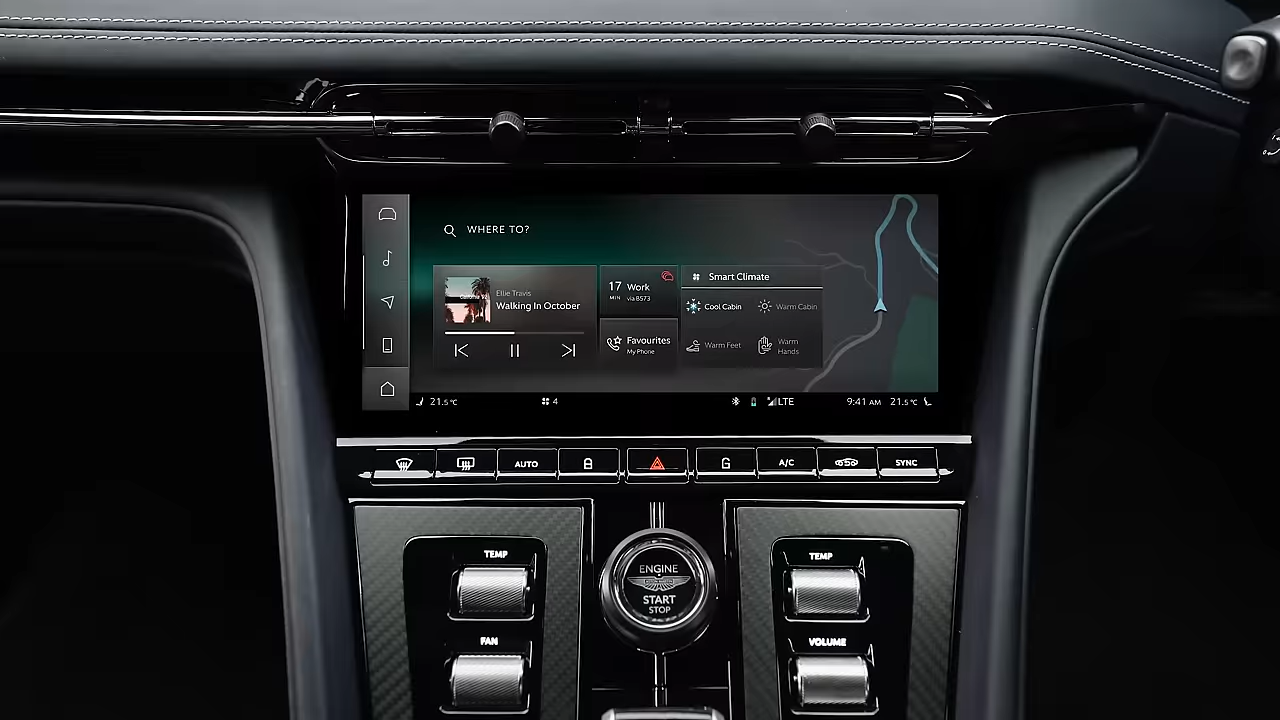 WHERE TO?
Ellie Travis
Walking In October
17 MIN
Work
via B573
Favourites
My Phone
Smart Climate
Cool Cabin
Warm Cabin
Warm Feet
Warm
Hands
21.5°C
4
LTE
9:41 AM
21.5°C
AUTO
A/C
SYNC
TEMP
FAN
ENGINE
START
STOP
TEMP
VOLUME